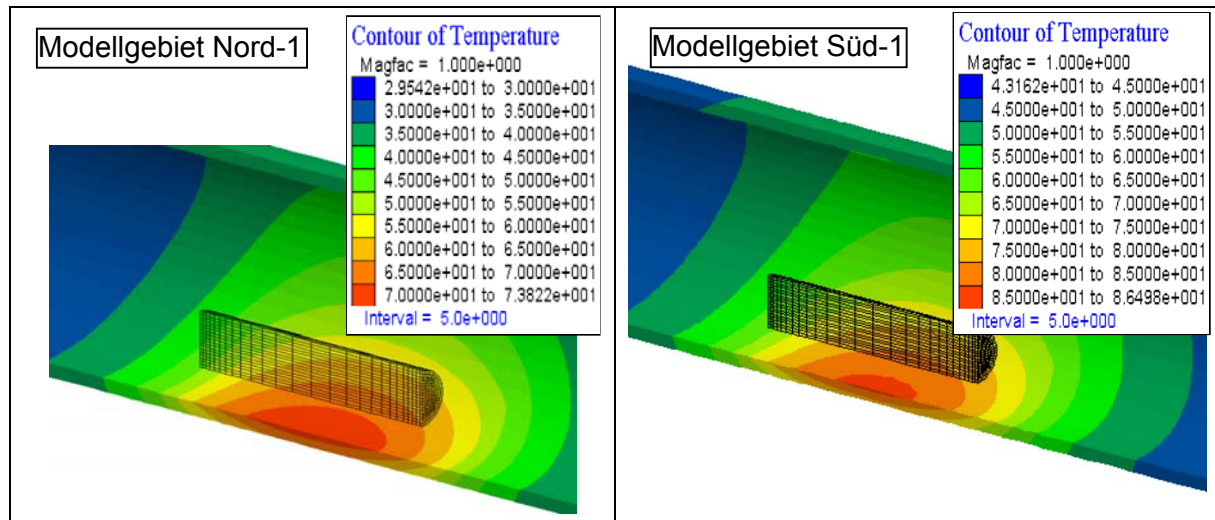 Modellgebiet Nord-1
Contour of Temperature
Magfac = 1.000e+000
2.9542e+001 to 3.0000e+001
3.0000e+001 to 3.5000e+001
3.5000e+001 to 4.0000e+001
4.0000e+001 to 4.5000e+001
4.5000e+001 to 5.0000e+001
5.0000e+001 to 5.5000e+001
5.5000e+001 to 6.0000e+001
6.0000e+001 to 6.5000e+001
6.5000e+001 to 7.0000e+001
7.0000e+001 to 7.3822e+001
Interval = 5.0e+000
Modellgebiet Süd-1
Contour of Temperature
Magfac = 1.000e+000
4.3162e+001 to 4.5000e+001
4.5000e+001 to 5.0000e+001
5.0000e+001 to 5.5000e+001
5.5000e+001 to 6.0000e+001
6.0000e+001 to 6.5000e+001
6.5000e+001 to 7.0000e+001
7.0000e+001 to 7.5000e+001
7.5000e+001 to 8.0000e+001
8.0000e+001 to 8.5000e+001
8.5000e+001 to 8.6498e+001
Interval = 5.0e+000